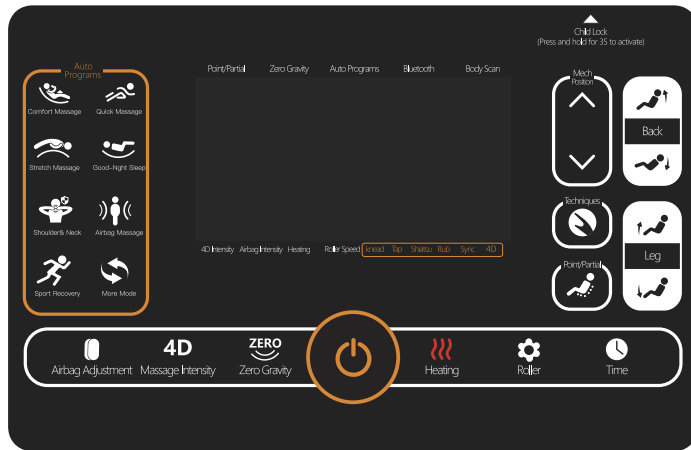 Child Lock
(Press and hold for 3S to activate)
Auto
Programs
Comfort Massage
Quick Massage
Stretch Massage
Good-Nght Sleep
Shoulder& Neck
Airbag Massage
Sport Recovery
More Mode
Point/Partial
Zero Gravity
Auto Programs
Bluetooth
Body Scan
4D Intensity
Airbag Intensity
Heating
Roller Speed
knead
Tap
Shiatsu
Rub
Sync
4D
Mech
Position
Techniques
Point/Partial
Back
Leg
Airbag Adjustment
4D
Massage Intensity
ZERO
Zero Gravity
Heating
Roller
Time